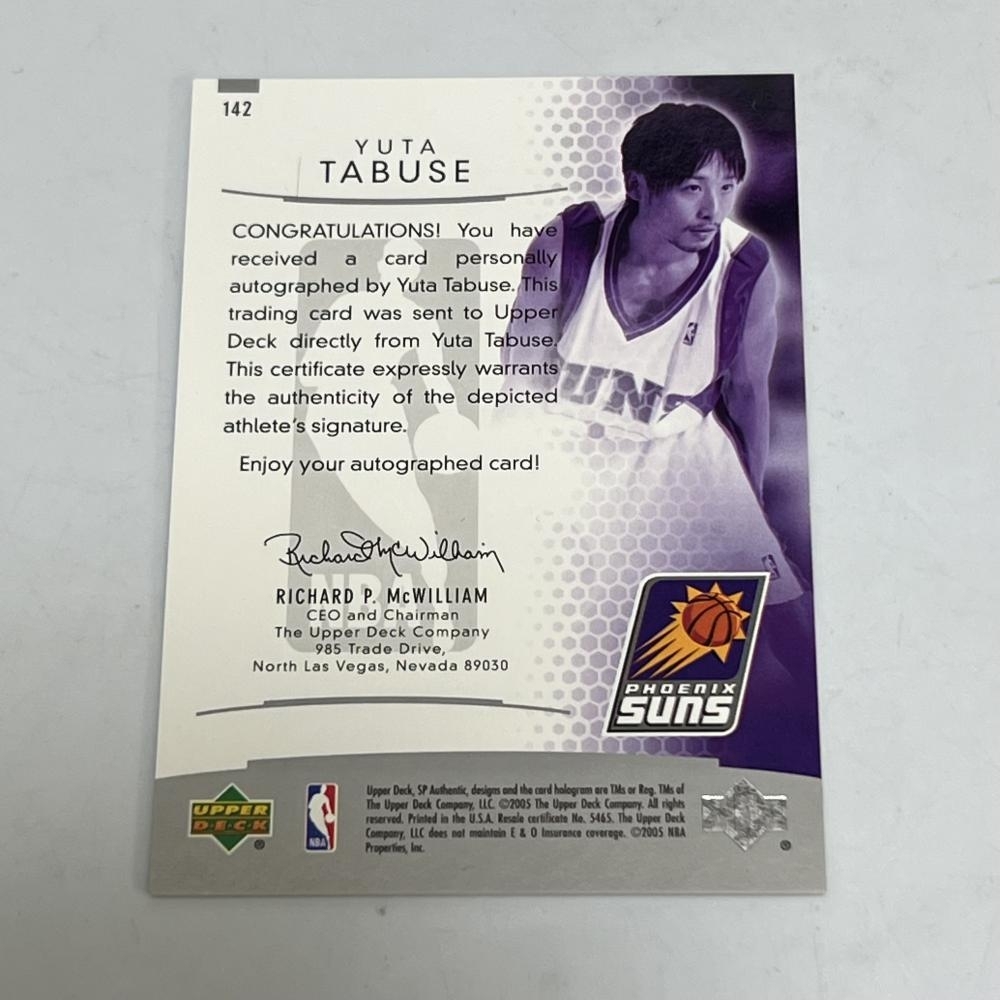 142
YUTA
TABUSE
CONGRATULATIONS! You have
received a card personally
autographed by Yuta Tabuse. This
trading card was sent to Upper
Deck directly from Yuta Tabuse.
This certificate expressly warrants
the authenticity of the depicted
athlete's signature.
Enjoy your autographed card!
Richard P. McWilliam
NBA
RICHARD P. McWILLIAM
CEO and Chairman
The Upper Deck Company
985 Trade Drive,
North Las Vegas, Nevada 89030
UNS
PHOENIX
SUNS
UPPER
DECK
®
NBA
Upper Deck, SP Authentic, designs and the card hologram are TMs or Reg. TMs of
The Upper Deck Company, LLC. ©2005 The Upper Deck Company. All rights
reserved. Printed in the U.S.A. Resale certificate No. 5465. The Upper Deck
Company, LLC does not maintain E & O Insurance coverage. ©2005 NBA
Properties, Inc.
®